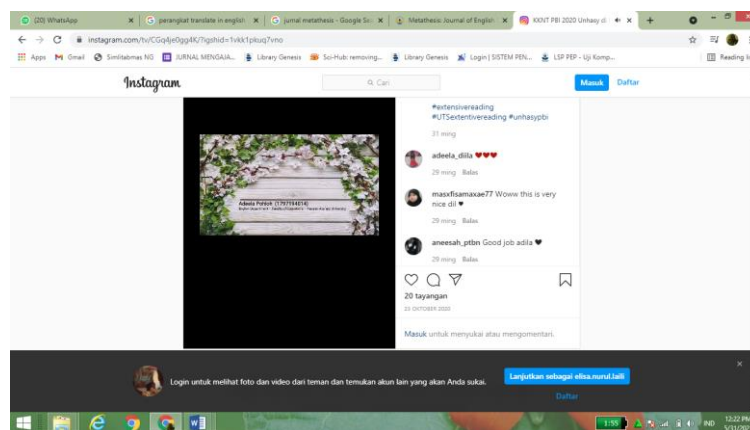 (20) WhatsApp
perangkat translate in english
jurnal metathesis - Google
Metathesis: Journal of English
KKNT PBI 2020 Unhasy
instagram.com/tv/CGq4je0gg4K/?igshid=1vkk1pkuq7vno
Apps
Gmail
Simlitabmas NG
JURNAL MENGAJA...
Library Genesis
Sci-Hub: removing...
Library Genesis
Login | SISTEM PEN...
LSP PEP - Uji Komp...
Reading
Instagram
Cari
Masuk
Daftar
#extensivereading
#UTSextentivereading #unhasypbi
31 ming
adeela_dilla ♥♥♥
29 ming Balas
masxfisamaxae77 Woww this is very
nice dil ♥
29 ming Balas
aneesah_ptbn Good job adila ♥
29 ming Balas
20 tayangan
23 OKTOBER 2020
Masuk untuk menyukai atau mengomentari.
Login untuk melihat foto dan video dari teman dan temukan akun lain yang akan Anda sukai.
Lanjutkan sebagai elisa.nurul.laili
Daftar
1:55
IND
12:22 PM